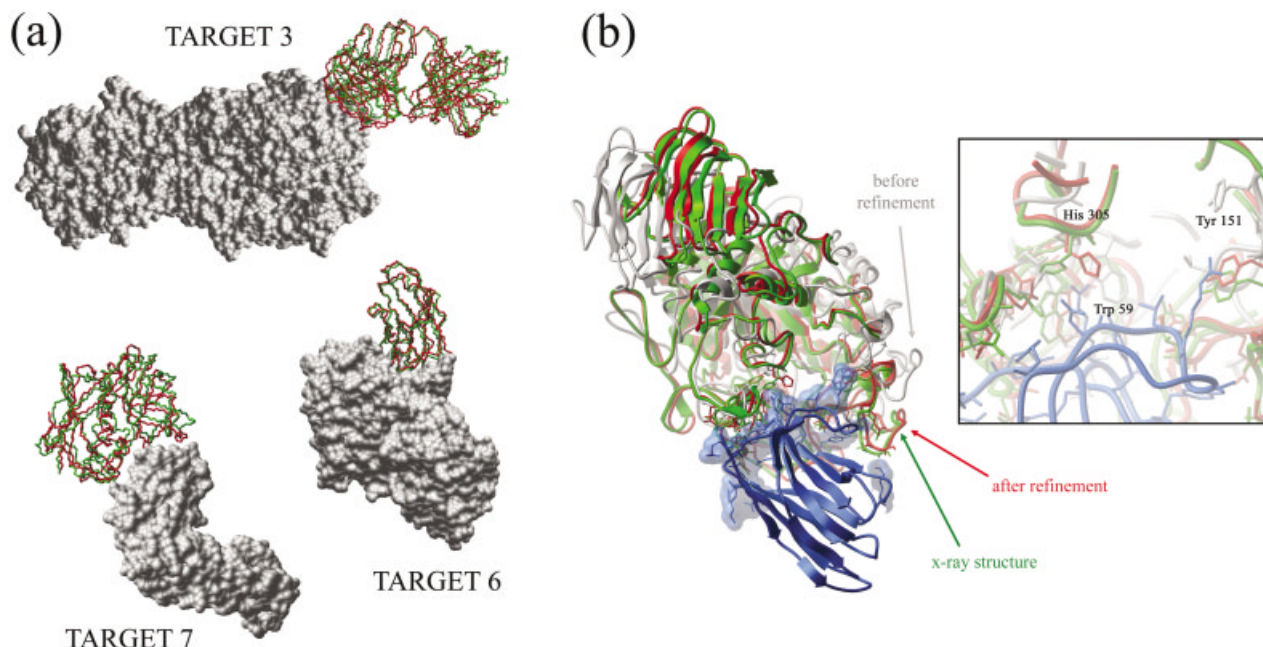 (a)
TARGET 3
TARGET 6
TARGET 7
(b)
before
refinement
His 305
Tyr 151
Trp 59
after refinement
x-ray structure